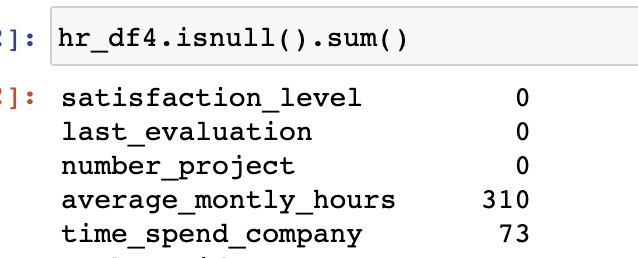 ]: hr_df4.isnull().sum()
]: satisfaction_level 0
last_evaluation 0
number_project 0
average_montly_hours 310
time_spend_company 73